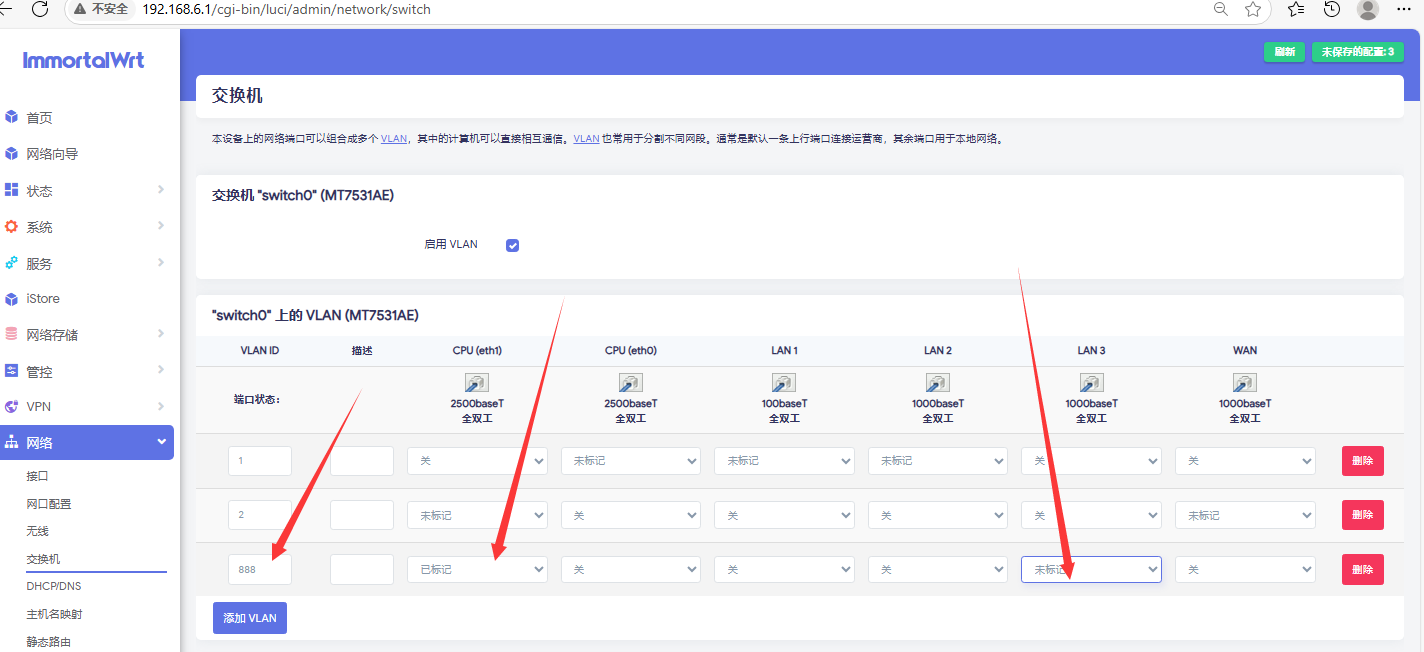 不安全 192.168.6.1/cgi-bin/luci/admin/network/switch
ImmortalWrt
刷新 未保存的配置: 3
首页
网络向导
状态
系统
服务
iStore
网络存储
管控
VPN
网络
接口
网口配置
无线
交换机
DHCP/DNS
主机名映射
静态路由
交换机
本设备上的网络端口可以组合成多个 VLAN，其中的计算机可以直接相互通信。VLAN 也常用于分割不同网段。通常是默认一条上行端口连接运营商，其余端口用于本地网络。
交换机 "switch0" (MT7531AE)
启用 VLAN
"switch0" 上的 VLAN (MT7531AE)
VLAN ID 描述 CPU (eth1) CPU (eth0) LAN 1 LAN 2 LAN 3 WAN
端口状态： 2500baseT 2500baseT 100baseT 1000baseT 1000baseT 1000baseT
全双工 全双工 全双工 全双工 全双工 全双工
1 关 未标记 未标记 未标记 关 关 删除
2 未标记 关 关 关 关 未标记 删除
888 已标记 关 关 关 未标记 关 删除
添加 VLAN